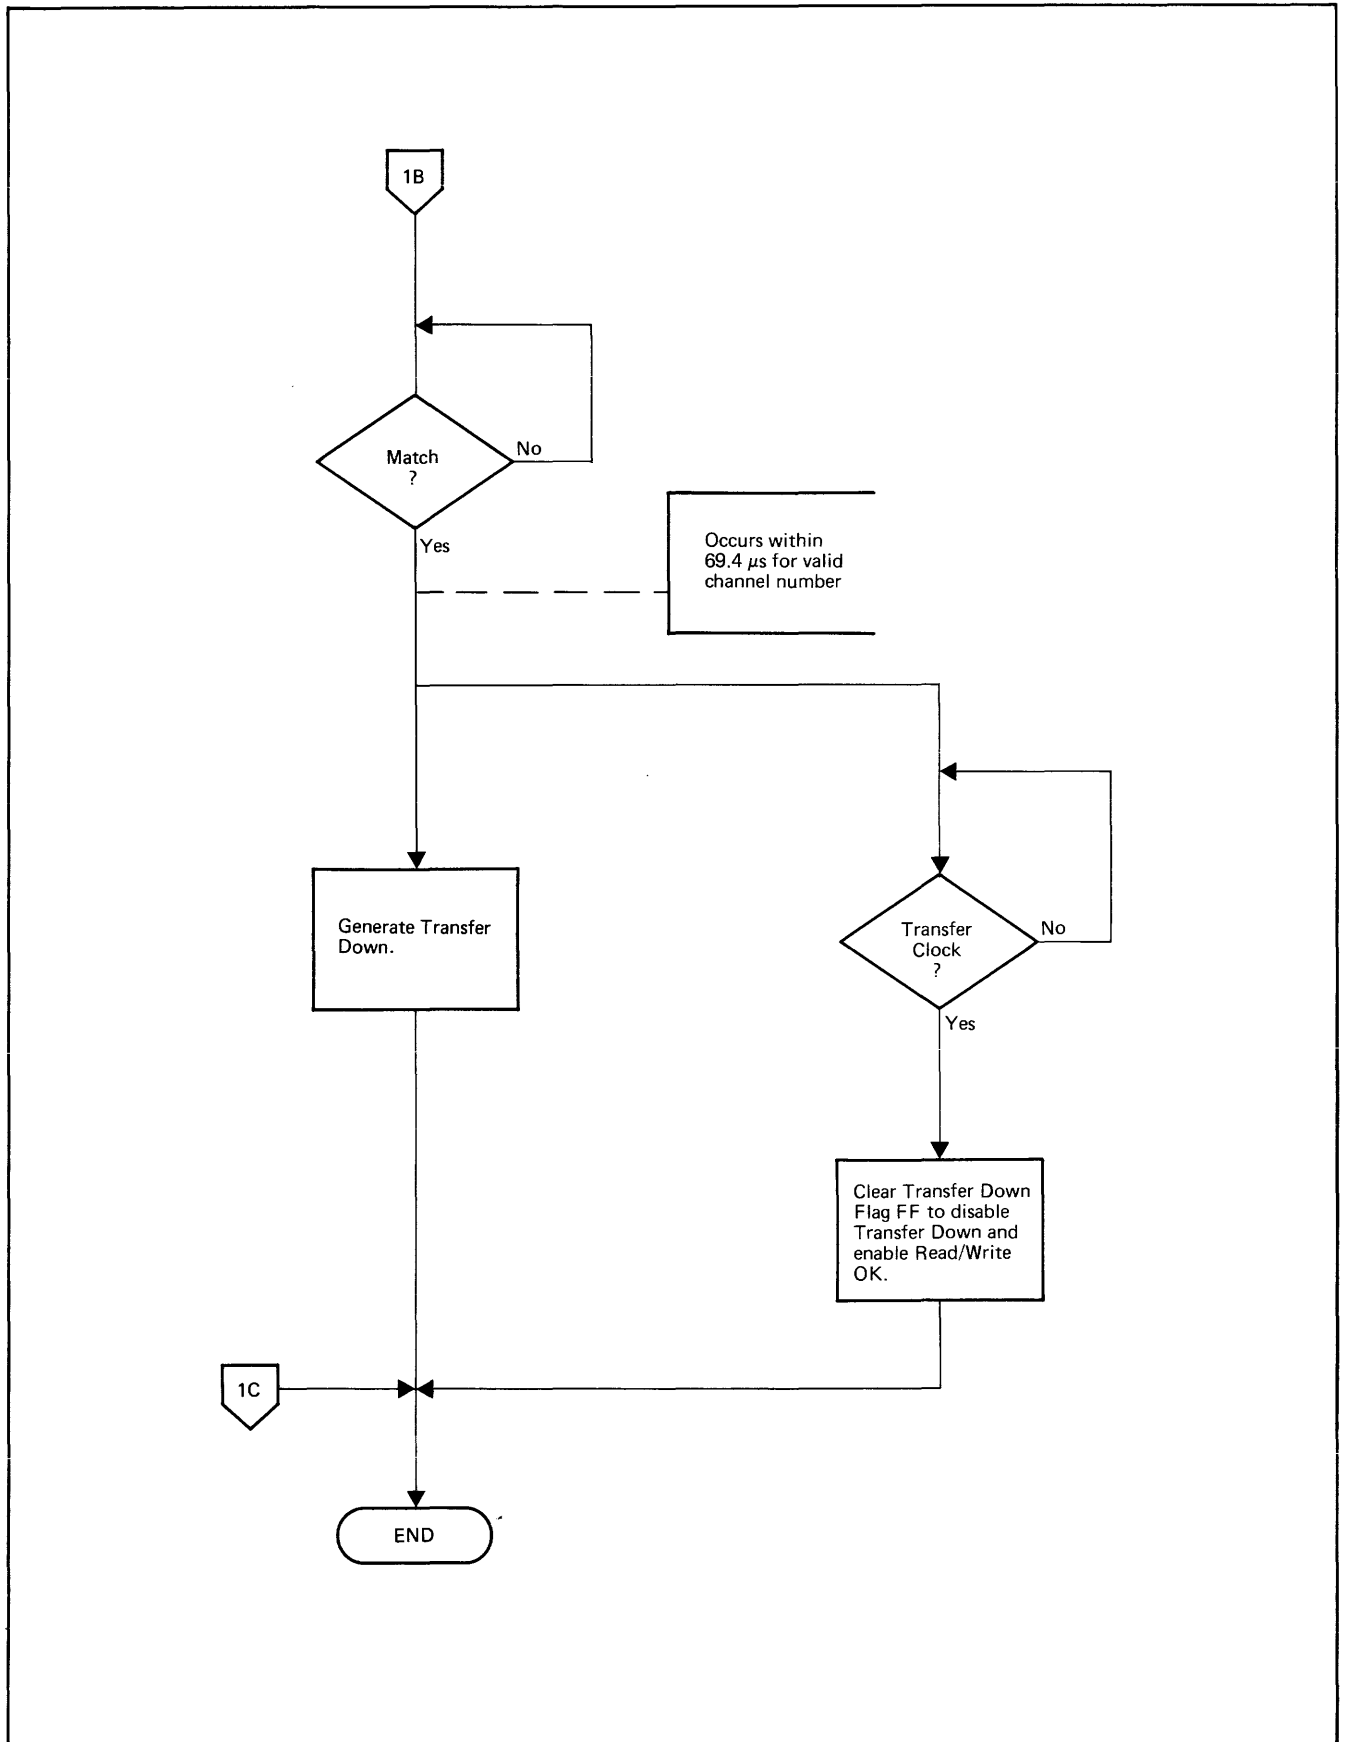 1B
Match
?
No
Yes
Occurs within
69.4 μs for valid
channel number
Generate Transfer
Down.
Transfer
Clock
?
No
Yes
Clear Transfer Down
Flag FF to disable
Transfer Down and
enable Read/Write
OK.
1C
END